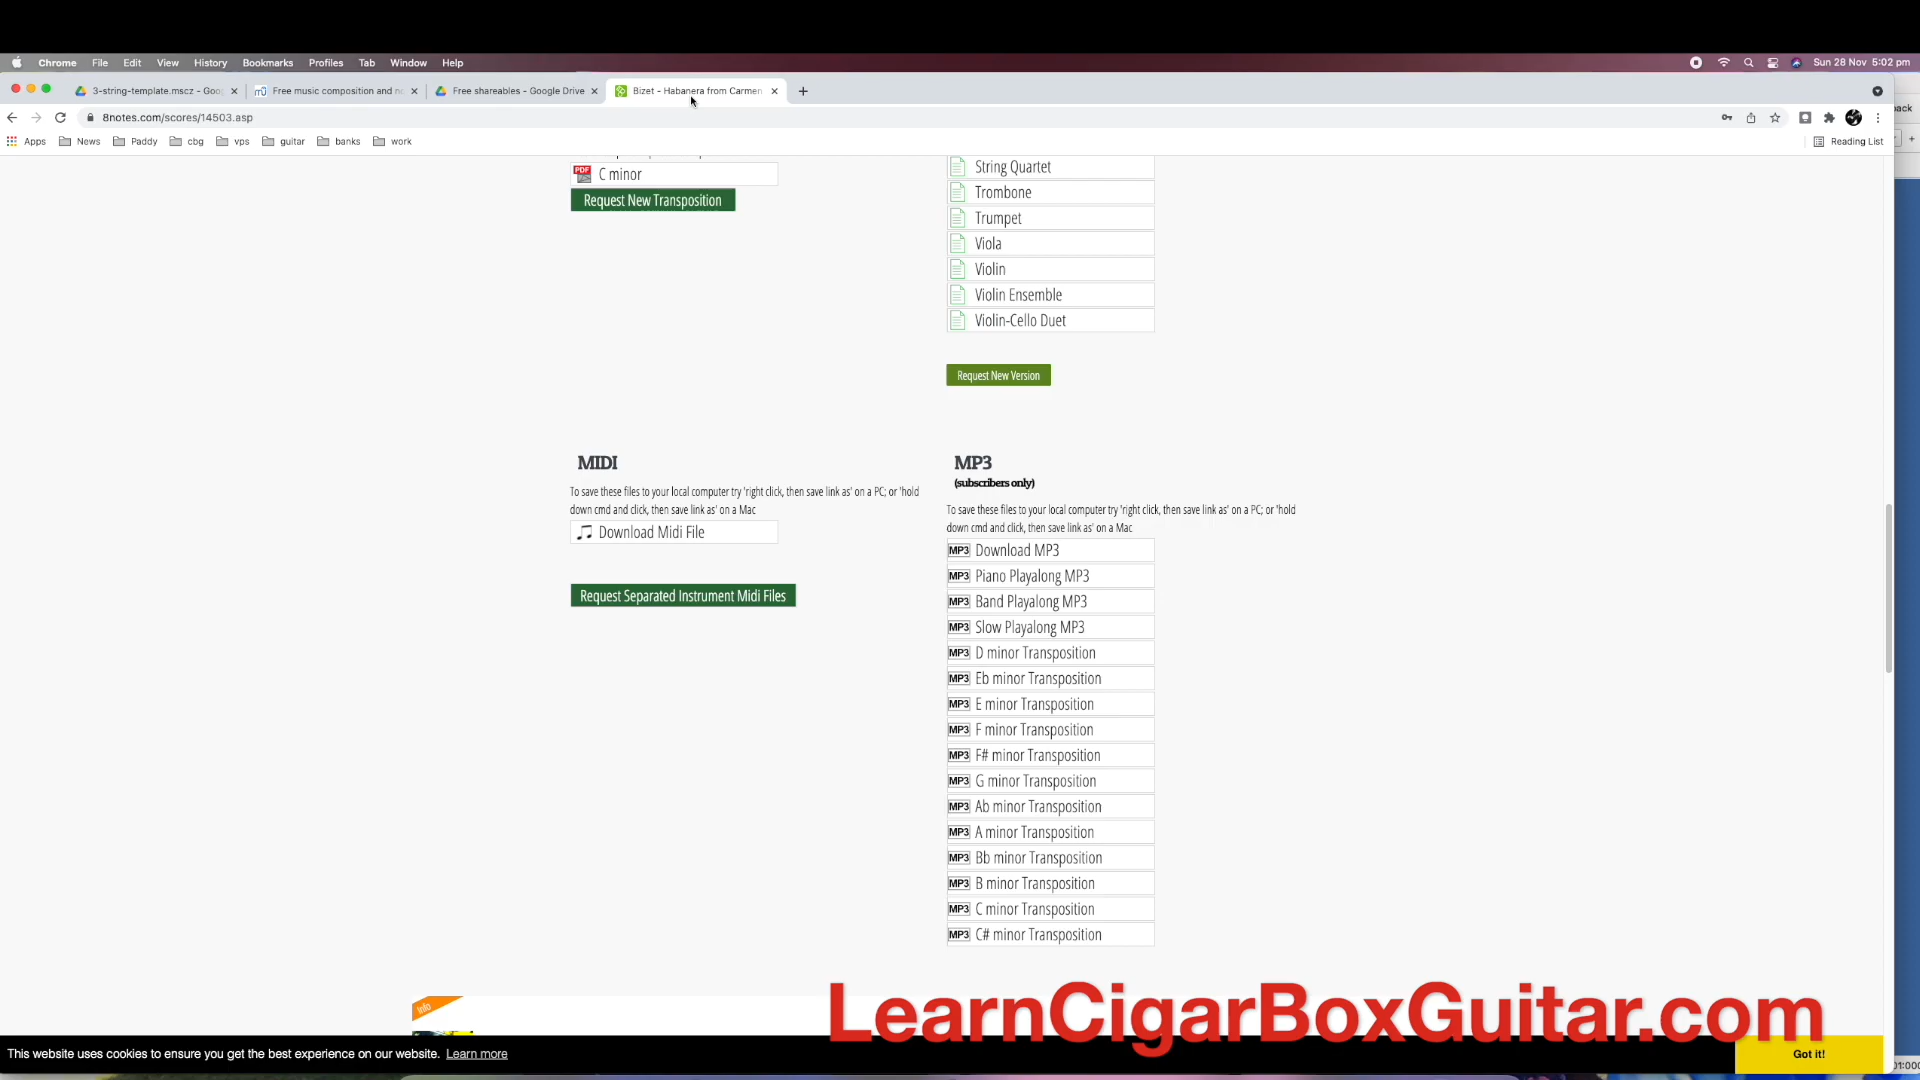 Chrome File Edit View History Bookmarks Profiles Tab Window Help Sun 28 Nov 5:02 pm
3-string-template.mscz - Goo Free music composition and no Free shareables - Google Drive Bizet - Habanera from Carmen
8notes.com/scores/14503.asp
Apps News Paddy cbg vps guitar banks work Reading List
PDF C minor
Request New Transposition
String Quartet
Trombone
Trumpet
Viola
Violin
Violin Ensemble
Violin-Cello Duet
Request New Version
MIDI
To save these files to your local computer try 'right click, then save link as' on a PC; or 'hold
down cmd and click, then save link as' on a Mac
Download Midi File
Request Separated Instrument Midi Files
MP3
(subscribers only)
To save these files to your local computer try 'right click, then save link as' on a PC; or 'hold
down cmd and click, then save link as' on a Mac
MP3 Download MP3
MP3 Piano Playalong MP3
MP3 Band Playalong MP3
MP3 Slow Playalong MP3
MP3 D minor Transposition
MP3 Eb minor Transposition
MP3 E minor Transposition
MP3 F minor Transposition
MP3 F# minor Transposition
MP3 G minor Transposition
MP3 Ab minor Transposition
MP3 A minor Transposition
MP3 Bb minor Transposition
MP3 B minor Transposition
MP3 C minor Transposition
MP3 C# minor Transposition
Info
LearnCigarBoxGuitar.com
This website uses cookies to ensure you get the best experience on our website. Learn more
Got it!